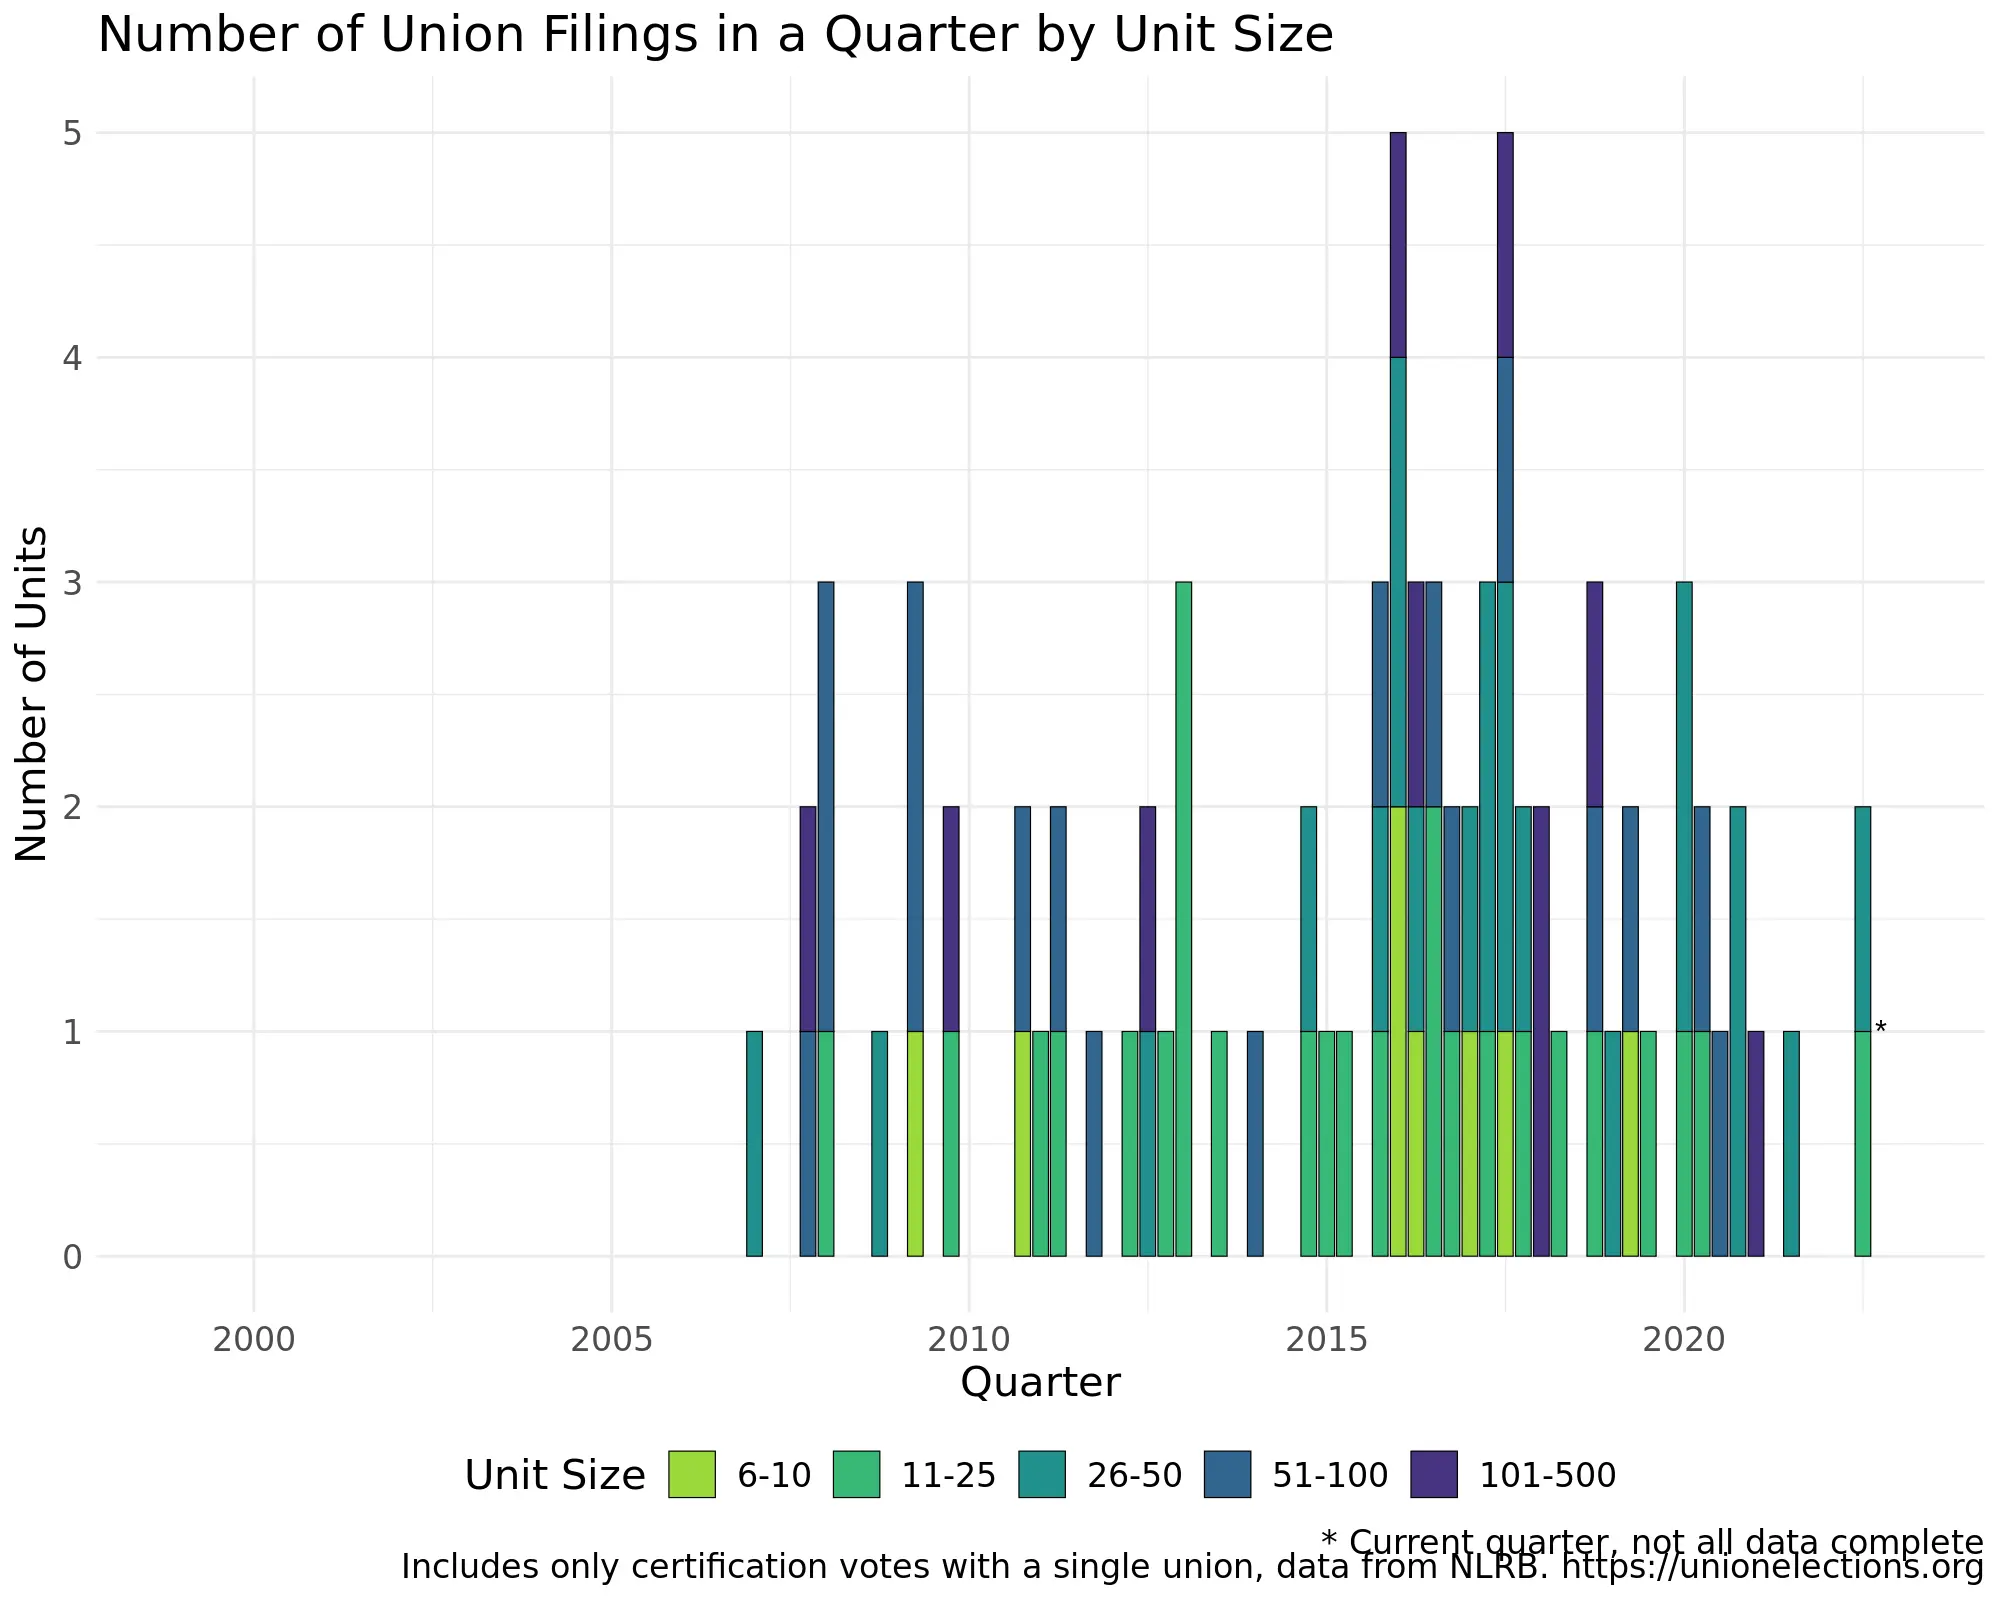 Number of Union Filings in a Quarter by Unit Size
Number of Units
5
4
3
2
1
0
*
2000 2005 2010 2015 2020
Quarter
Unit Size 6-10 11-25 26-50 51-100 101-500
* Current quarter, not all data complete
Includes only certification votes with a single union, data from NLRB. https://unionelections.org